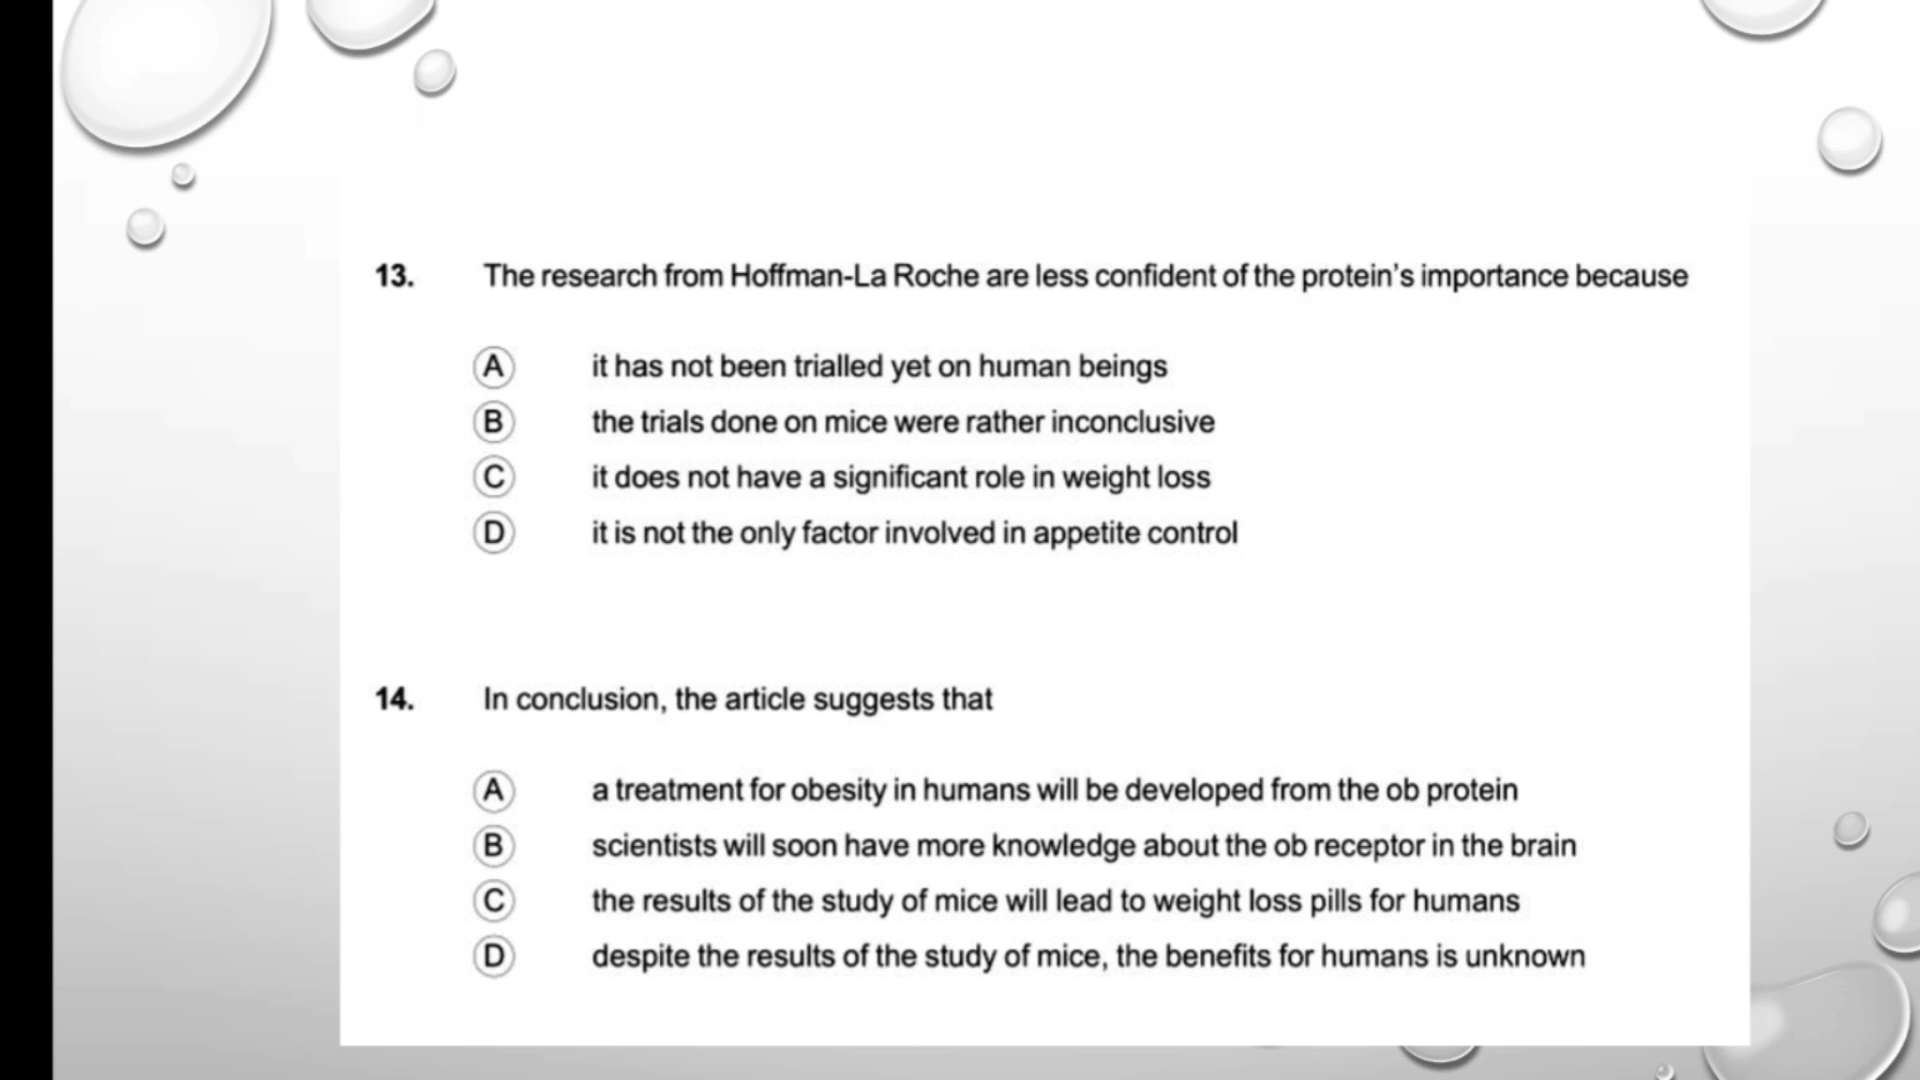 13. The research from Hoffman-La Roche are less confident of the protein's importance because
A it has not been trialled yet on human beings
B the trials done on mice were rather inconclusive
C it does not have a significant role in weight loss
D it is not the only factor involved in appetite control
14. In conclusion, the article suggests that
A a treatment for obesity in humans will be developed from the ob protein
B scientists will soon have more knowledge about the ob receptor in the brain
C the results of the study of mice will lead to weight loss pills for humans
D despite the results of the study of mice, the benefits for humans is unknown